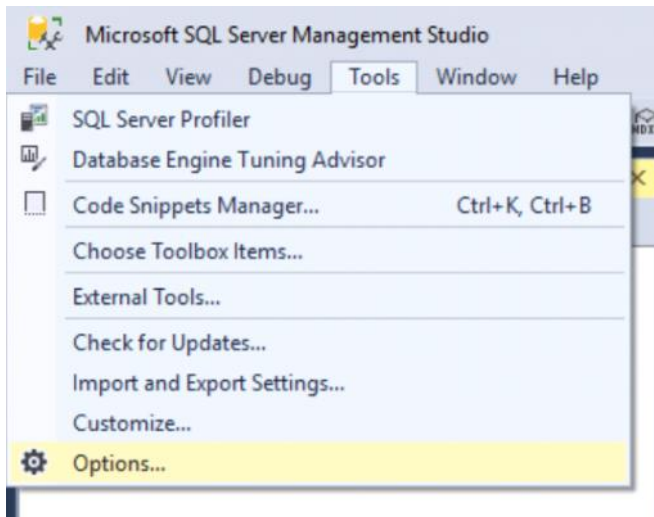 Microsoft SQL Server Management Studio
File Edit View Debug Tools Window Help
SQL Server Profiler
Database Engine Tuning Advisor
Code Snippets Manager... Ctrl+K, Ctrl+B
Choose Toolbox Items...
External Tools...
Check for Updates...
Import and Export Settings...
Customize...
Options...